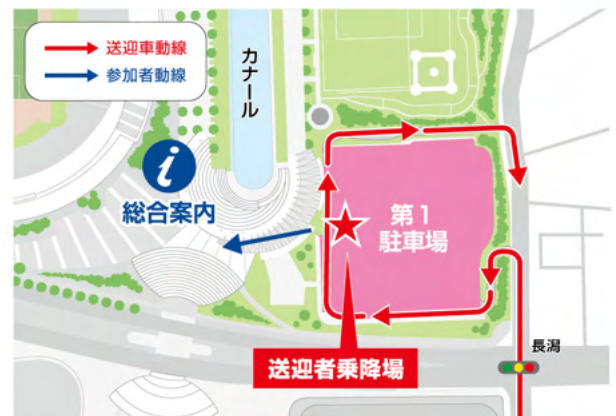 送迎車動線
参加者動線
カナール
i
総合案内
第1
駐車場
長潟
送迎者乗降場